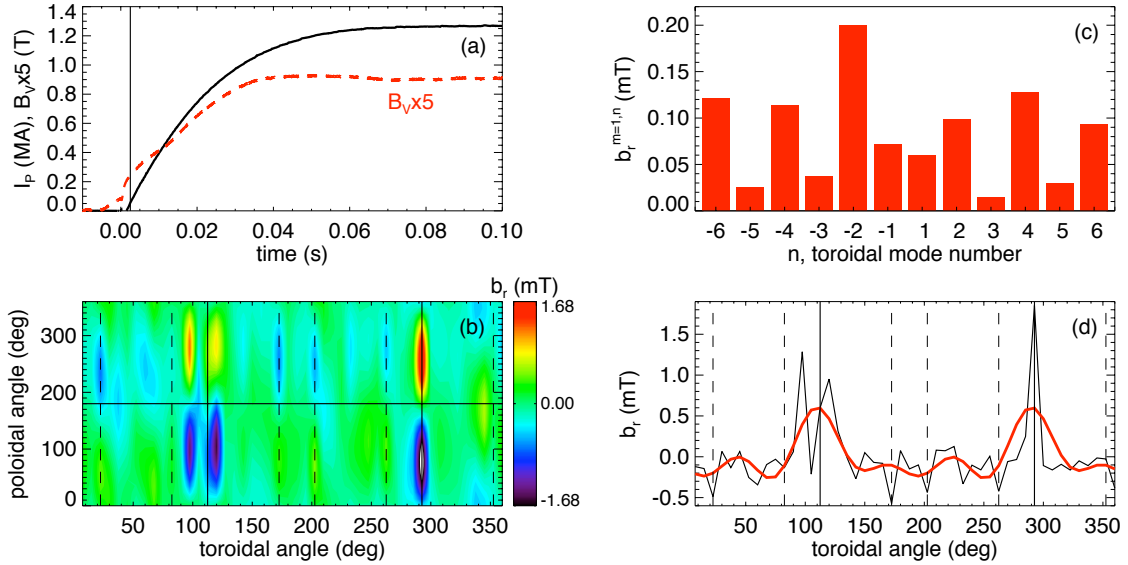 I_P (MA), B_V x5 (T)
1.4
1.2
1.0
0.8
0.6
0.4
0.2
0.0
(a)
B_Vx5
0.00 0.02 0.04 0.06 0.08 0.10
time (s)
b_r^{m=1,n} (mT)
0.20
0.15
0.10
0.05
0.00
(c)
-6 -5 -4 -3 -2 -1 1 2 3 4 5 6
n, toroidal mode number
b_r (mT)
1.68
0.00
-1.68
poloidal angle (deg)
300
200
100
0
(b)
50 100 150 200 250 300 350
toroidal angle (deg)
b_r (mT)
1.5
1.0
0.5
-0.0
-0.5
(d)
50 100 150 200 250 300 350
toroidal angle (deg)